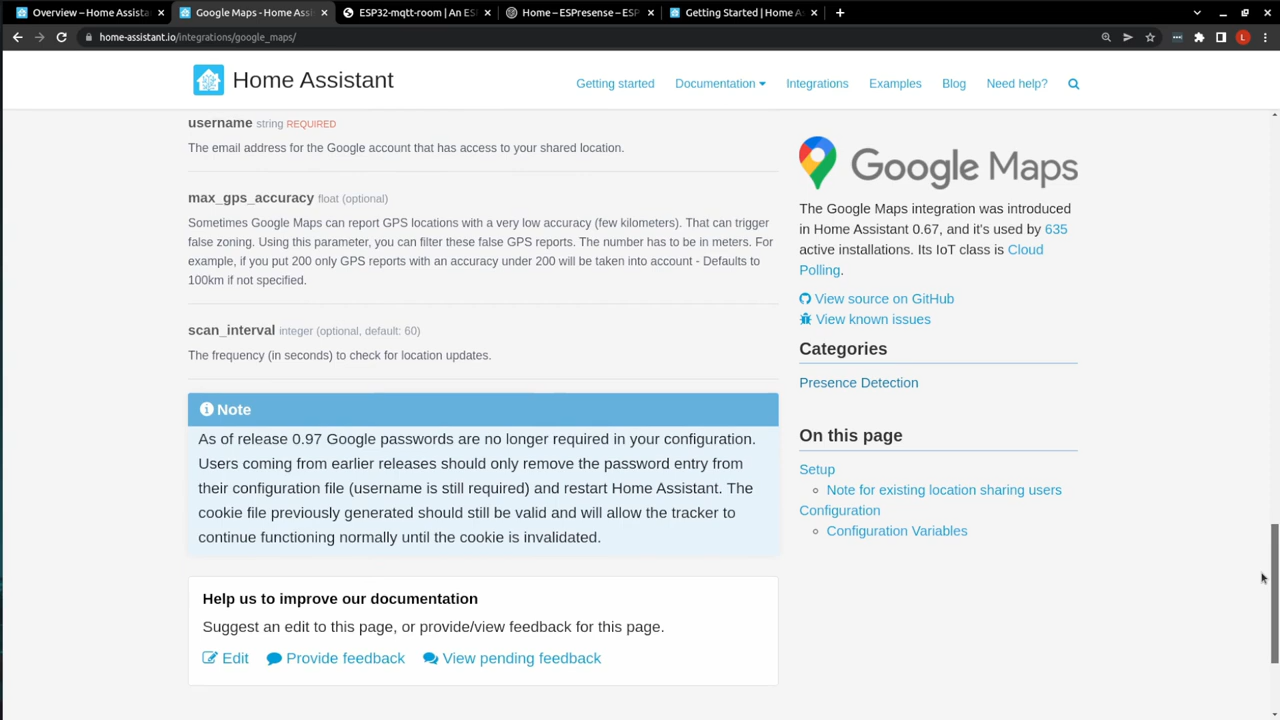 Overview – Home Assista
Google Maps - Home Assi
ESP32-mqtt-room | An ES
Home – ESPresense – ESP
Getting Started | Home As
home-assistant.io/integrations/google_maps/
L
Home Assistant
Getting started
Documentation
Integrations
Examples
Blog
Need help?
username string REQUIRED
The email address for the Google account that has access to your shared location.
max_gps_accuracy float (optional)
Sometimes Google Maps can report GPS locations with a very low accuracy (few kilometers). That can trigger
false zoning. Using this parameter, you can filter these false GPS reports. The number has to be in meters. For
example, if you put 200 only GPS reports with an accuracy under 200 will be taken into account - Defaults to
100km if not specified.
scan_interval integer (optional, default: 60)
The frequency (in seconds) to check for location updates.
Note
As of release 0.97 Google passwords are no longer required in your configuration.
Users coming from earlier releases should only remove the password entry from
their configuration file (username is still required) and restart Home Assistant. The
cookie file previously generated should still be valid and will allow the tracker to
continue functioning normally until the cookie is invalidated.
Help us to improve our documentation
Suggest an edit to this page, or provide/view feedback for this page.
Edit
Provide feedback
View pending feedback
Google Maps
The Google Maps integration was introduced
in Home Assistant 0.67, and it's used by 635
active installations. Its IoT class is Cloud
Polling.
View source on GitHub
View known issues
Categories
Presence Detection
On this page
Setup
Note for existing location sharing users
Configuration
Configuration Variables